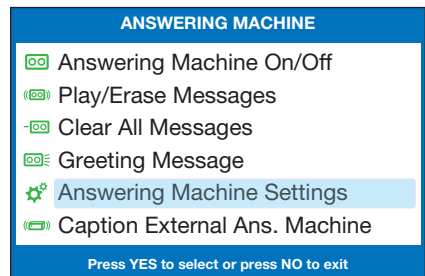 ANSWERING MACHINE
Answering Machine On/Off
Play/Erase Messages
Clear All Messages
Greeting Message
Answering Machine Settings
Caption External Ans. Machine
Press YES to select or press NO to exit